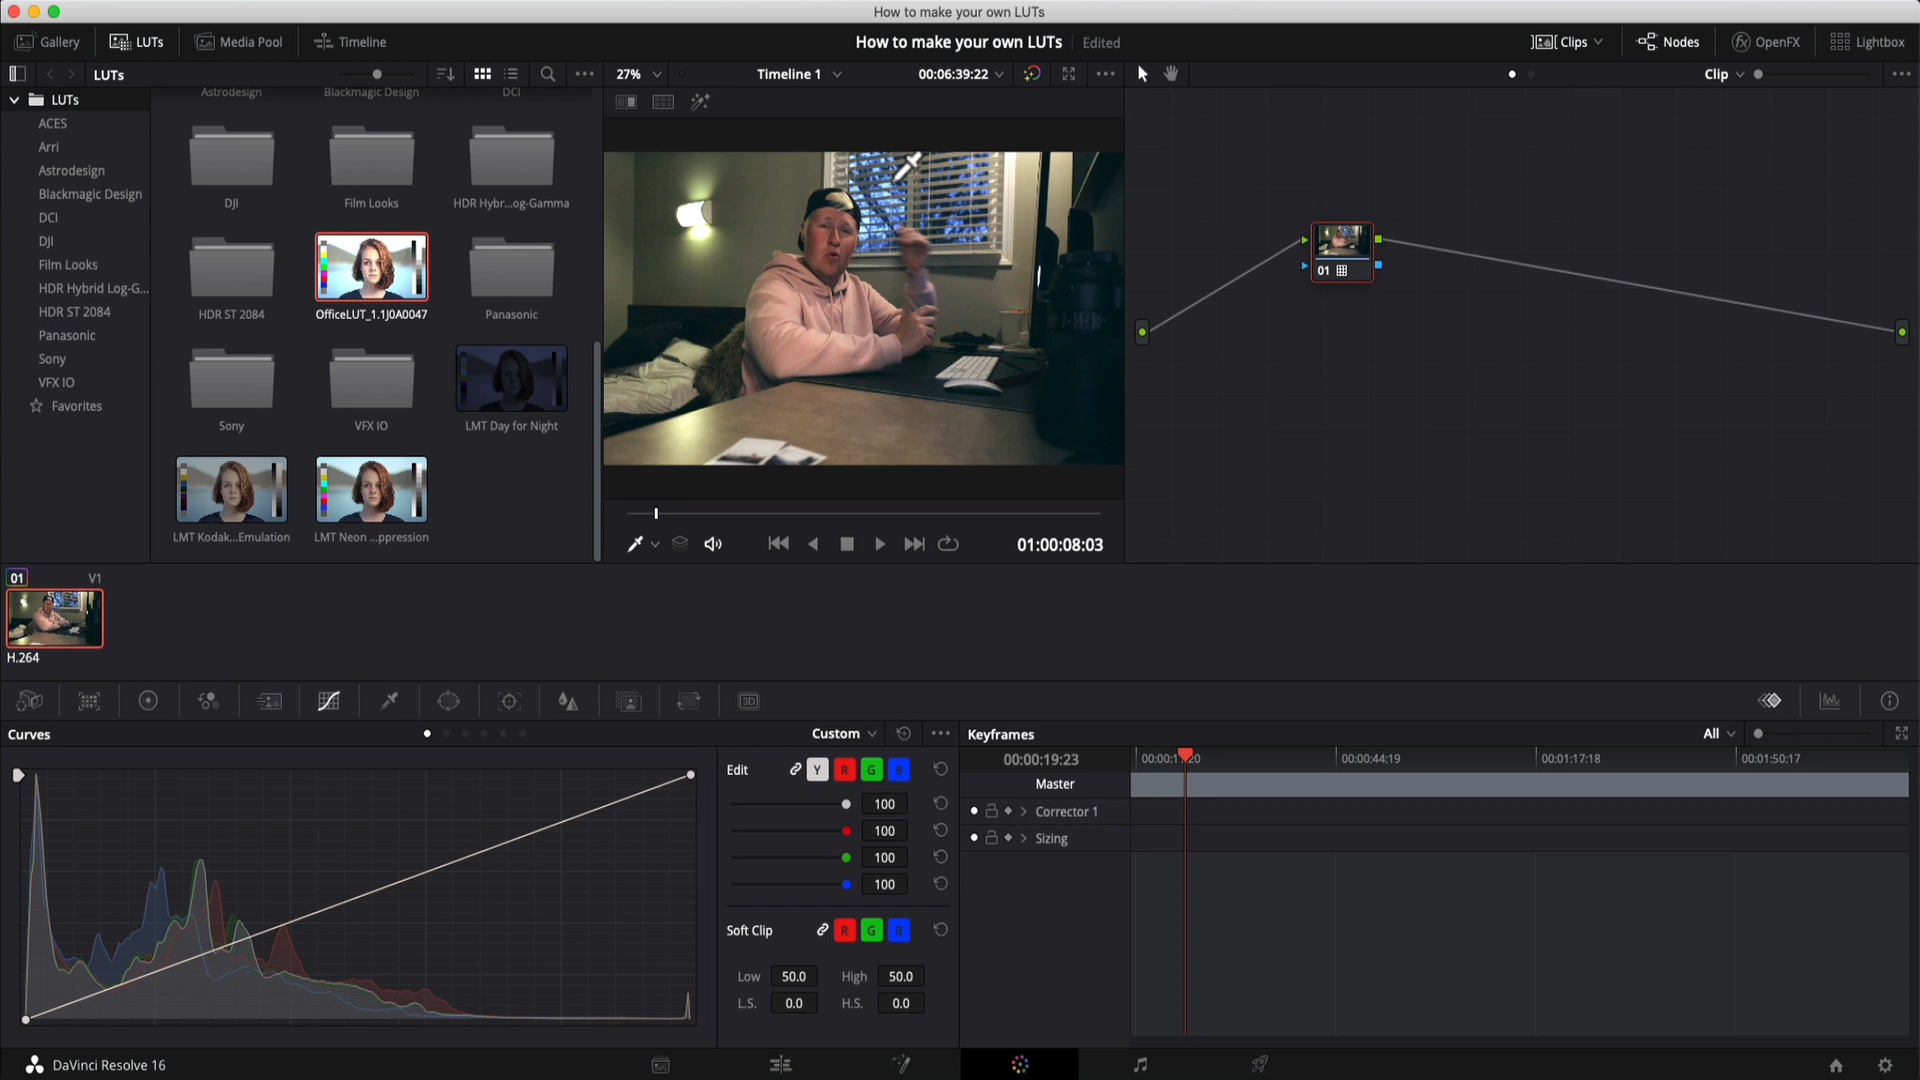 How to make your own LUTs
Gallery
LUTs
Media Pool
Timeline
How to make your own LUTs
Edited
Clips
Nodes
OpenFX
Lightbox
LUTs
27%
Timeline 1
00:06:39:22
Clip
LUTs
ACES
Arri
Astrodesign
Blackmagic Design
DCI
DJI
Film Looks
HDR Hybrid Log-G...
HDR ST 2084
Panasonic
Sony
VFX IO
Favorites
Astrodesign
Blackmagic Design
DCI
DJI
Film Looks
HDR Hybr...og-Gamma
HDR ST 2084
OfficeLUT_1.1J0A0047
Panasonic
Sony
VFX IO
LMT Day for Night
LMT Kodak...Emulation
LMT Neon ...ppression
01:00:08:03
01
01
V1
H.264
3D
Curves
Custom
Edit
Y
R
G
B
100
100
100
100
Soft Clip
R
G
B
Low
50.0
High
50.0
L.S.
0.0
H.S.
0.0
Keyframes
All
00:00:19:23
00:00:44:19
00:01:17:18
00:01:50:17
Master
Corrector 1
Sizing
DaVinci Resolve 16